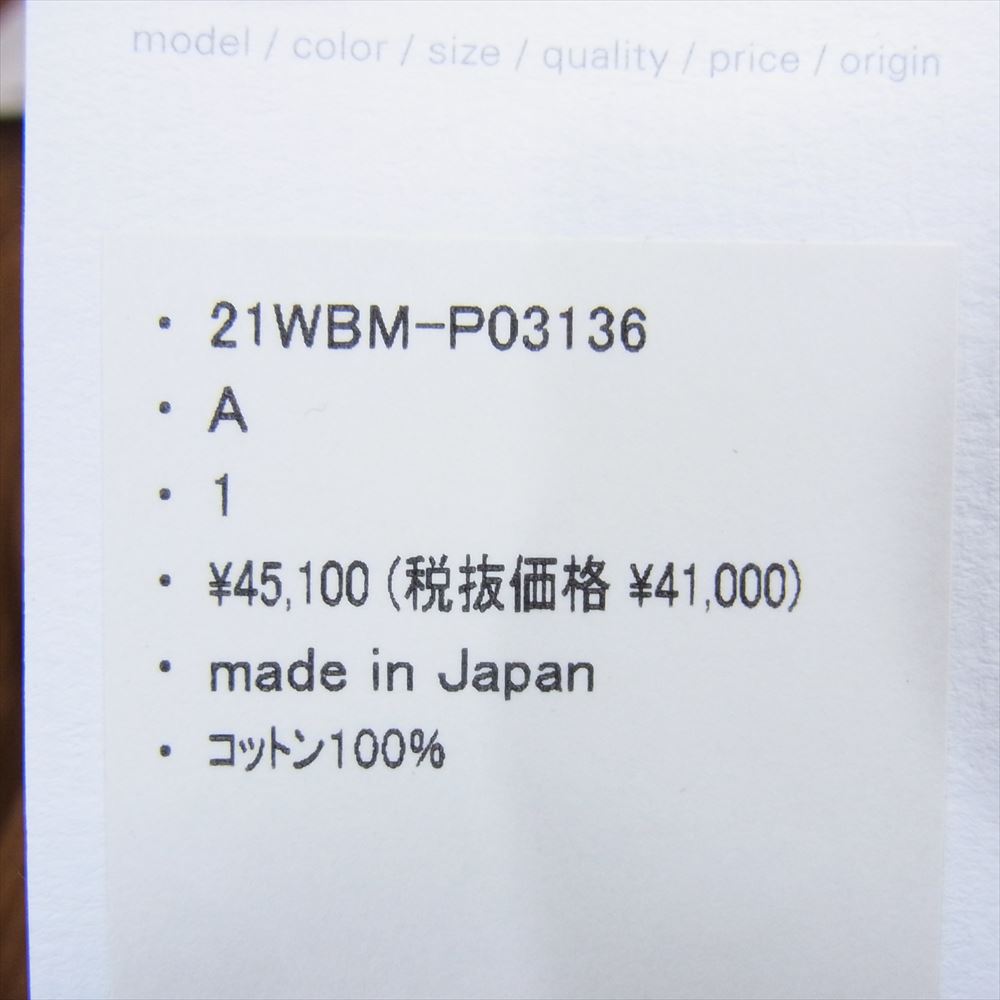 model / color / size / quality / price / origin
・ 21WBM-P03136
・ A
・ 1
・ ¥45,100 (税抜価格 ¥41,000)
・ made in Japan
・ コットン100%